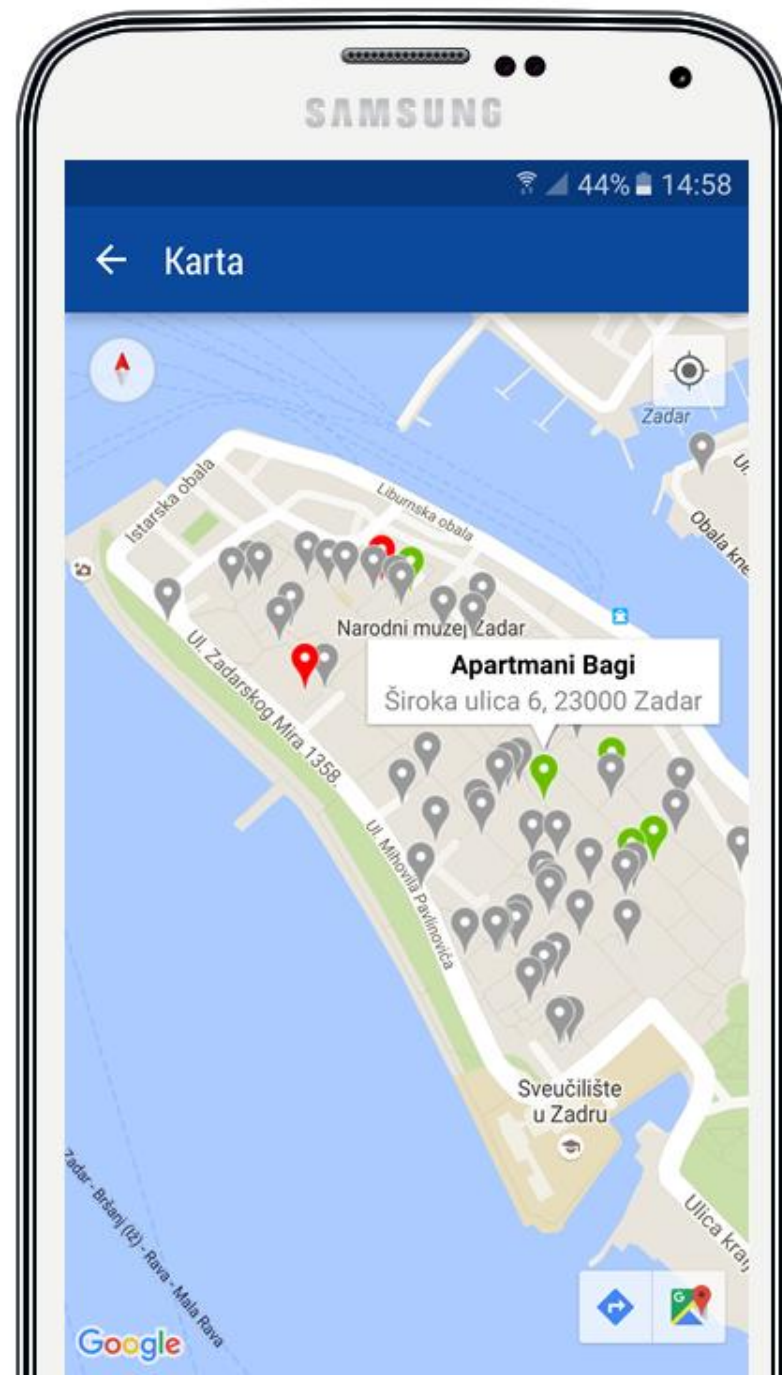 SAMSUNG
44% 14:58
Karta
Zadar
Istarska obala
Liburnska obala
Obala kne
Narodni muzej Zadar
Apartmani Bagi
Široka ulica 6, 23000 Zadar
Ul. Zadarskog Mira 1358.
Ul. Mihovila Pavlinovića
Sveučilište
u Zadru
Zadar - Bršanj (Iž) - Rava - Mala Rava
Ulica kralj
Google